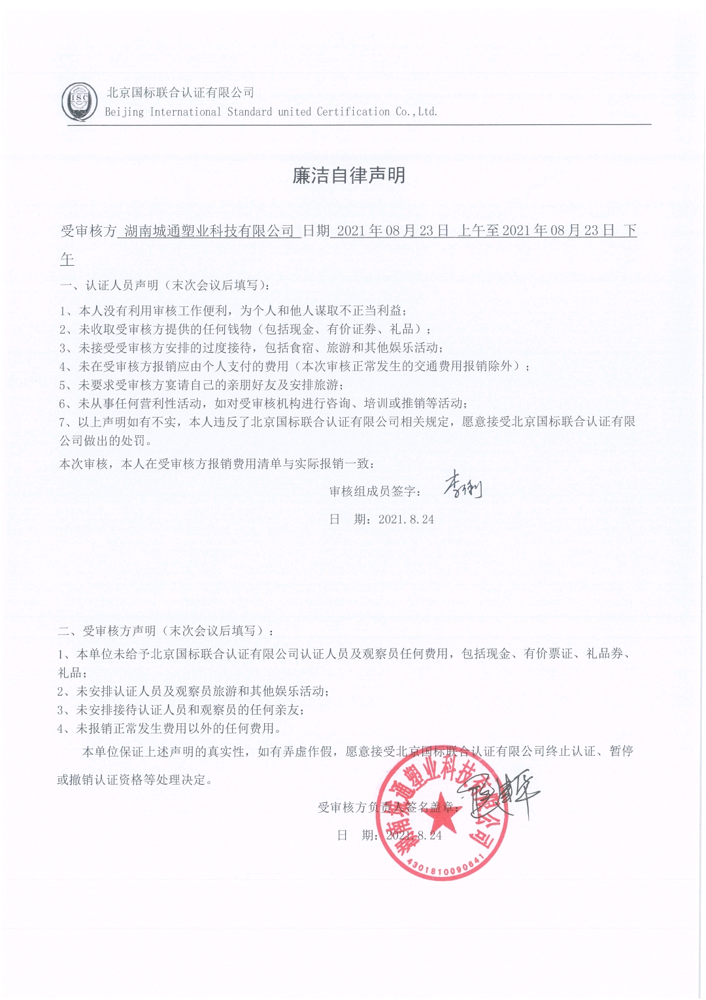 ISC
北京国标联合认证有限公司
Beijing International Standard united Certification Co.,Ltd.
廉洁自律声明
受审核方 湖南城通塑业科技有限公司 日期 2021年08月23日 上午至2021年08月23日 下
午
一、认证人员声明（末次会议后填写）：
1、本人没有利用审核工作便利，为个人和他人谋取不正当利益；
2、未收取受审核方提供的任何钱物（包括现金、有价证券、礼品）；
3、未接受受审核方安排的过度接待，包括食宿、旅游和其他娱乐活动；
4、未在受审核方报销应由个人支付的费用（本次审核正常发生的交通费用报销除外）；
5、未要求受审核方宴请自己的亲朋好友及安排旅游；
6、未从事任何营利性活动，如对受审核机构进行咨询、培训或推销等活动；
7、以上声明如有不实，本人违反了北京国标联合认证有限公司相关规定，愿意接受北京国标联合认证有限
公司做出的处罚。
本次审核，本人在受审核方报销费用清单与实际报销一致：
审核组成员签字： 李俐
日 期：2021.8.24
二、受审核方声明（末次会议后填写）：
1、本单位未给予北京国标联合认证有限公司认证人员及观察员任何费用，包括现金、有价票证、礼品券、
礼品；
2、未安排认证人员及观察员旅游和其他娱乐活动；
3、未安排接待认证人员和观察员的任何亲友；
4、未报销正常发生费用以外的任何费用。
本单位保证上述声明的真实性，如有弄虚作假，愿意接受北京国标联合认证有限公司终止认证、暂停
或撤销认证资格等处理决定。
受审核方负责人签名盖章：
日 期：2021.8.24
湖南城通塑业科技有限公司
4301810090641